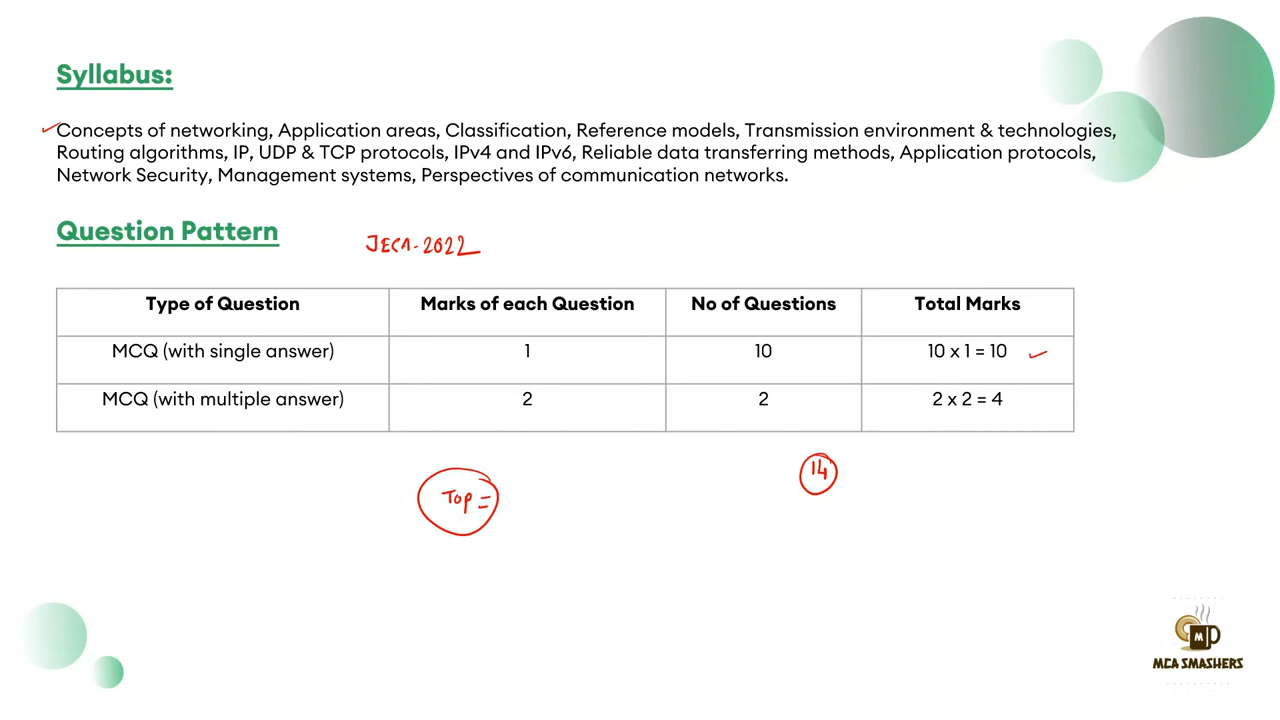 Syllabus:
Concepts of networking, Application areas, Classification, Reference models, Transmission environment & technologies,
Routing algorithms, IP, UDP & TCP protocols, IPv4 and IPv6, Reliable data transferring methods, Application protocols,
Network Security, Management systems, Perspectives of communication networks.
Question Pattern
JECA-2022
Type of Question Marks of each Question No of Questions Total Marks
MCQ (with single answer) 1 10 10 x 1 = 10
MCQ (with multiple answer) 2 2 2 x 2 = 4
14
Top
M
MCA SMASHERS